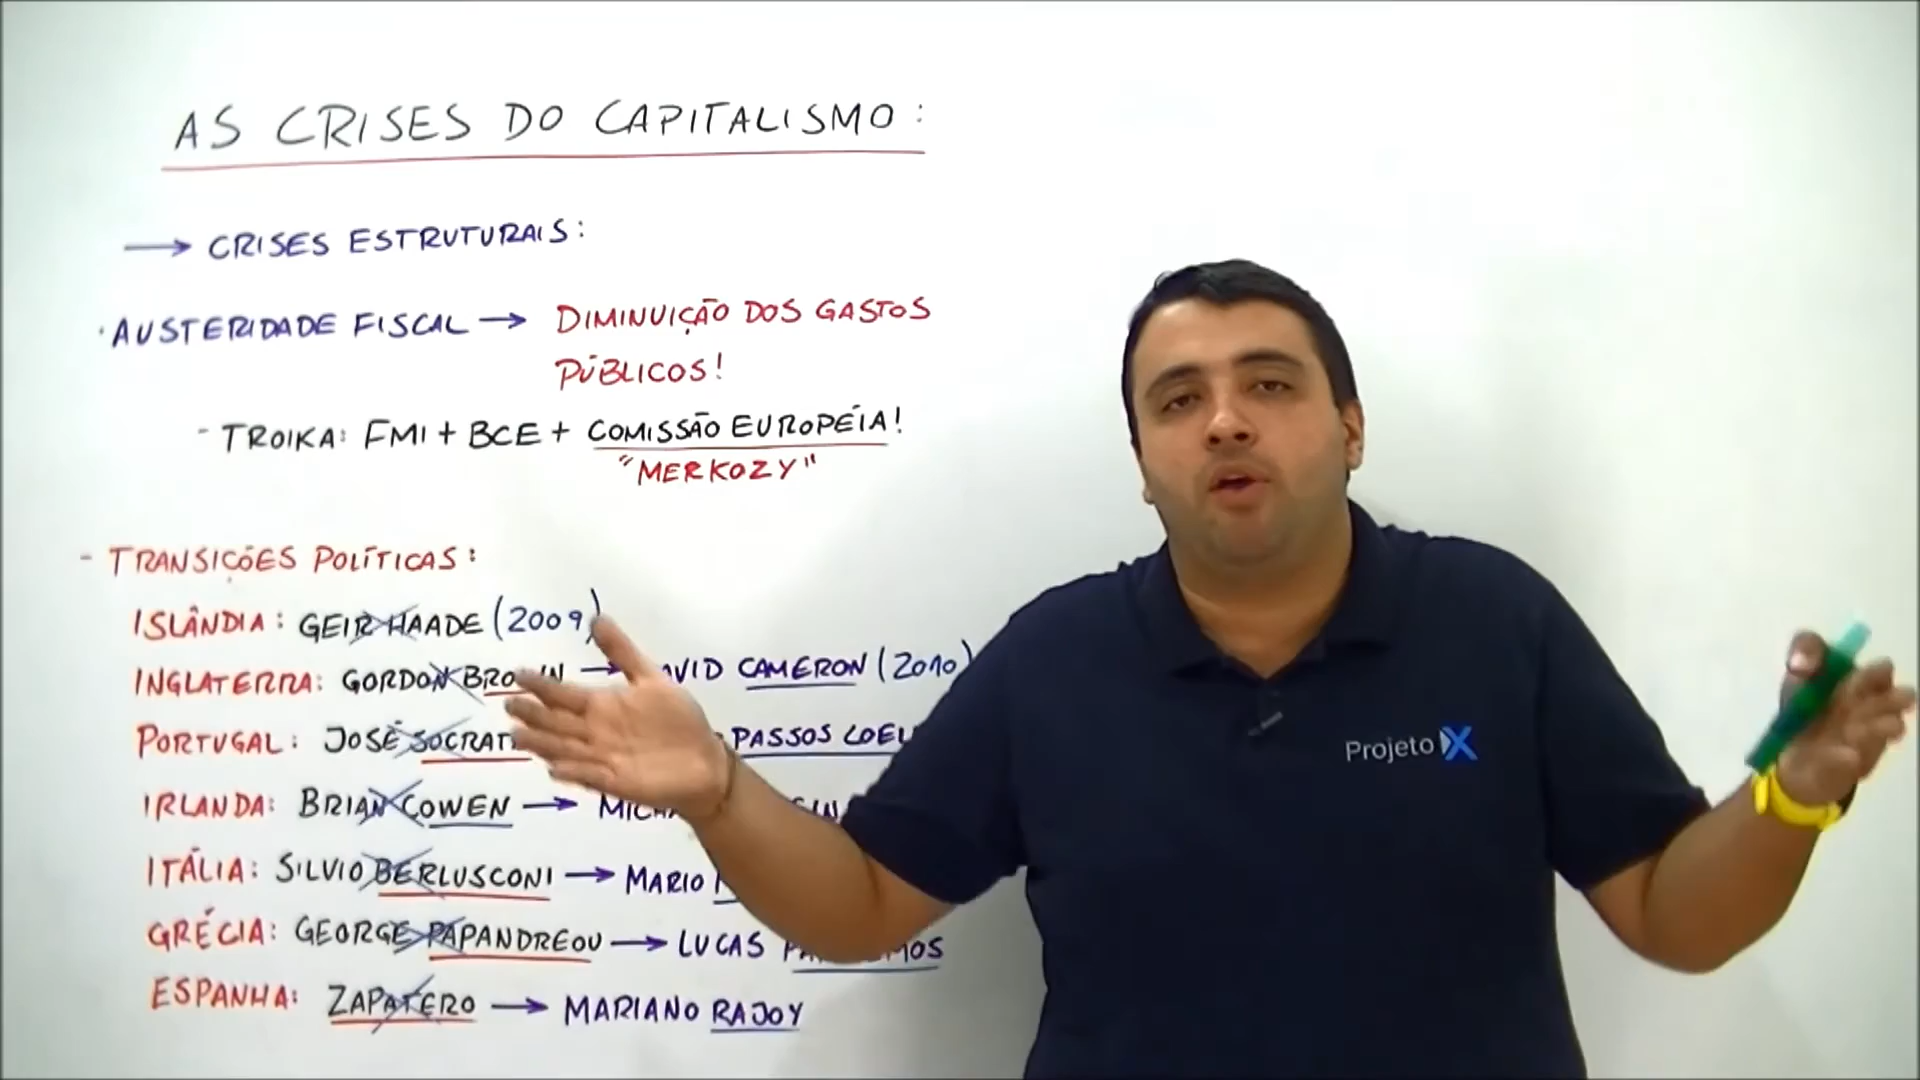 AS CRISES DO CAPITALISMO:
→ CRISES ESTRUTURAIS:
· AUSTERIDADE FISCAL → DIMINUIÇÃO DOS GASTOS
PÚBLICOS!
- TROIKA: FMI + BCE + COMISSÃO EUROPÉIA!
"MERKOZY"
- TRANSIÇÕES POLÍTICAS:
ISLÂNDIA: GEIR HAADE (2009)
INGLATERRA: GORDON BROWN → DAVID CAMERON (2010)
PORTUGAL: JOSÉ PASSOS
IRLANDA: BRIAN COWEN →
ITÁLIA: SILVIO BERLUSCONI → MARIO
GRÉCIA: GEORGE PAPANDREOU → LUCAS
ESPANHA: ZAPATERO → MARIANO RAJOY
Projeto X